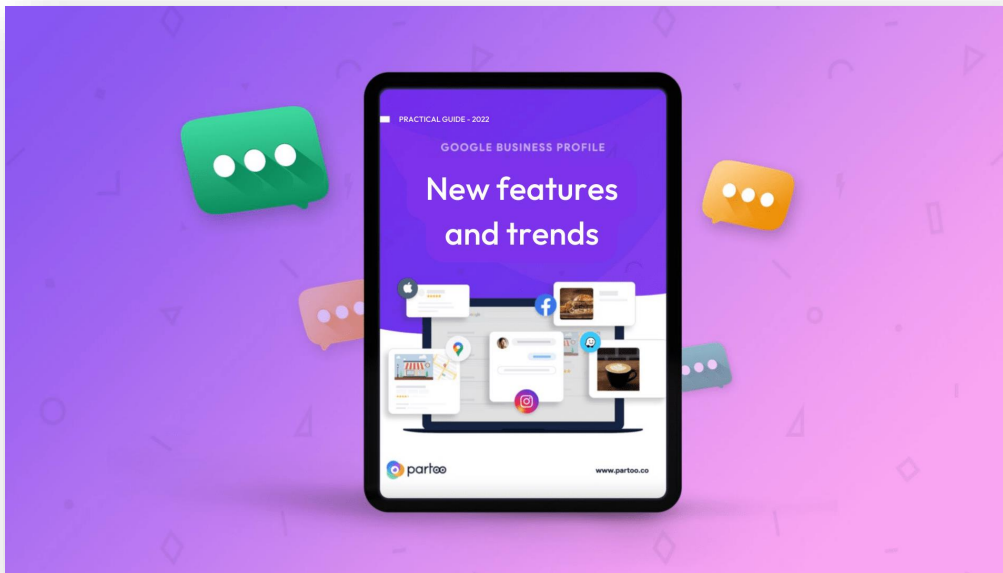 PRACTICAL GUIDE - 2022
GOOGLE BUSINESS PROFILE
New features
and trends
partoo
www.partoo.co